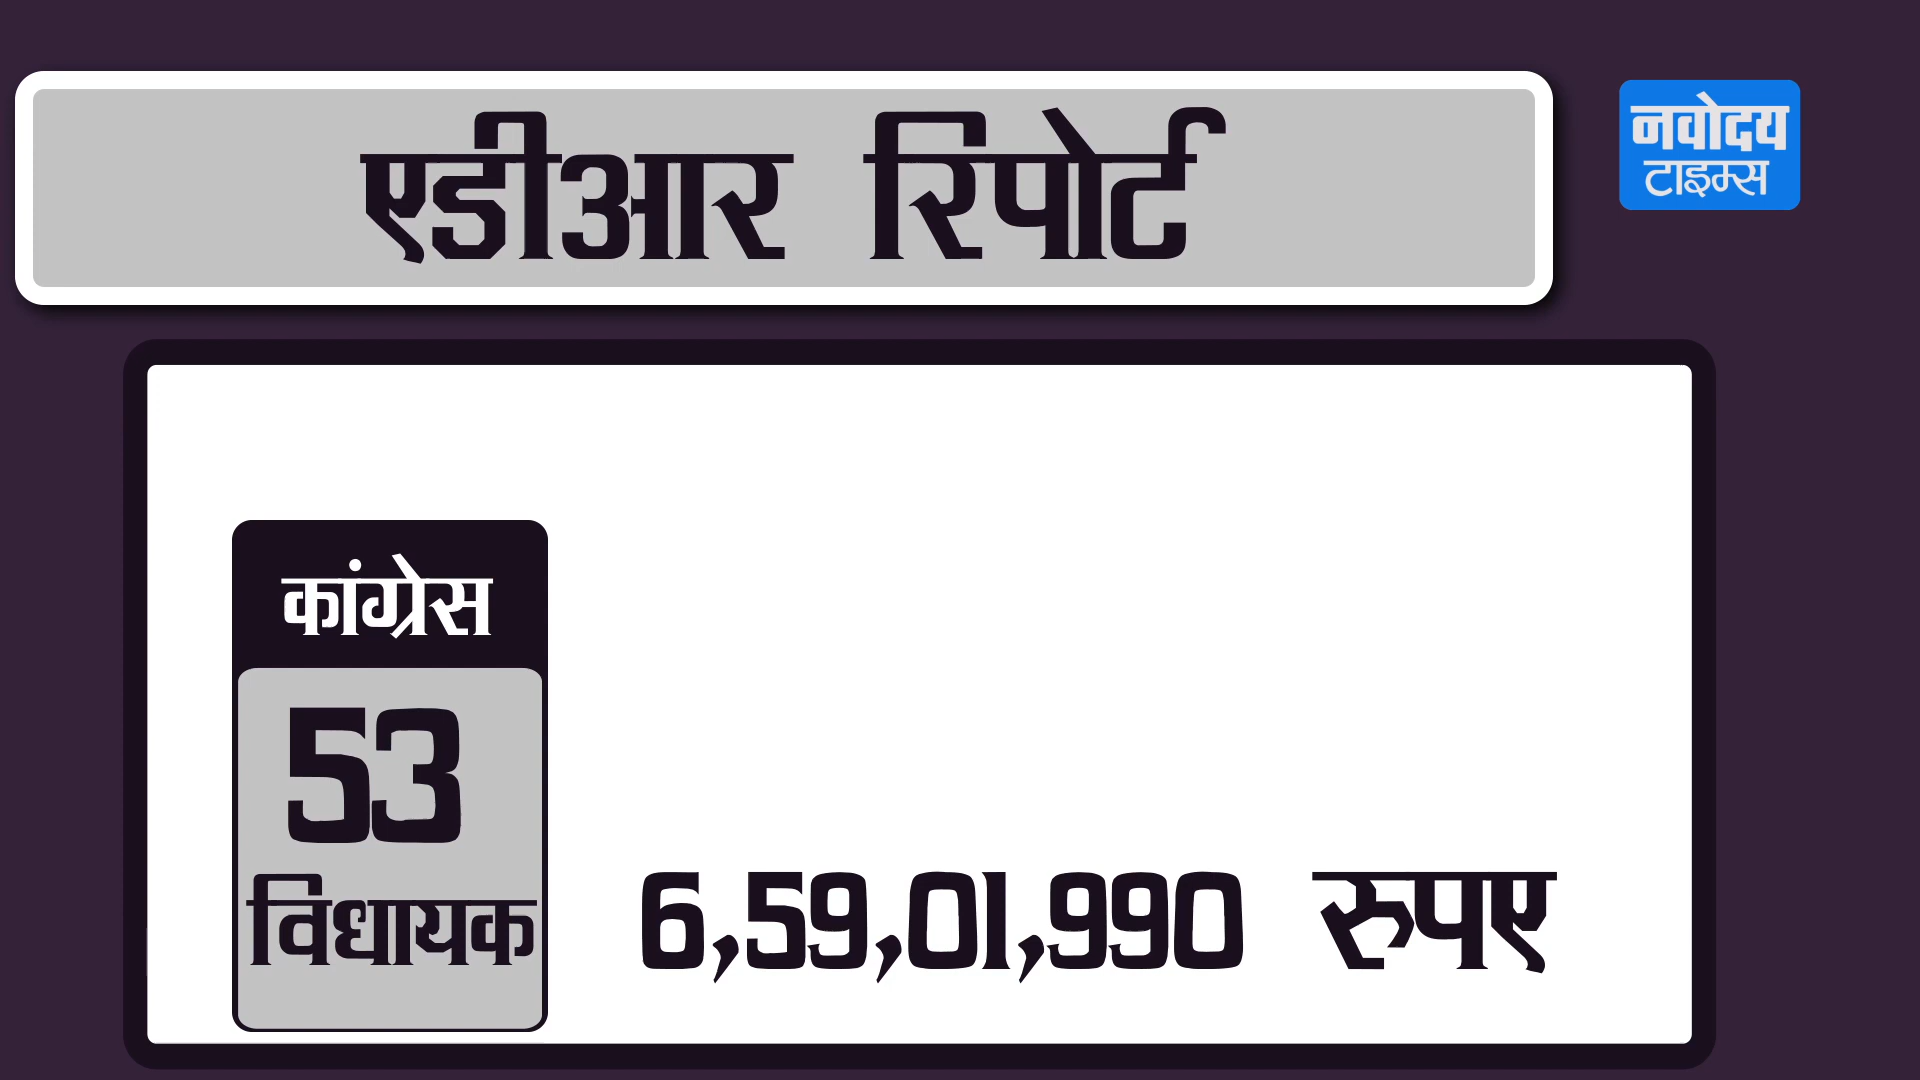 एडीआर रिपोर्ट
नवोदय
टाइम्स
कांग्रेस
53
विधायक
6,59,01,990 रुपए